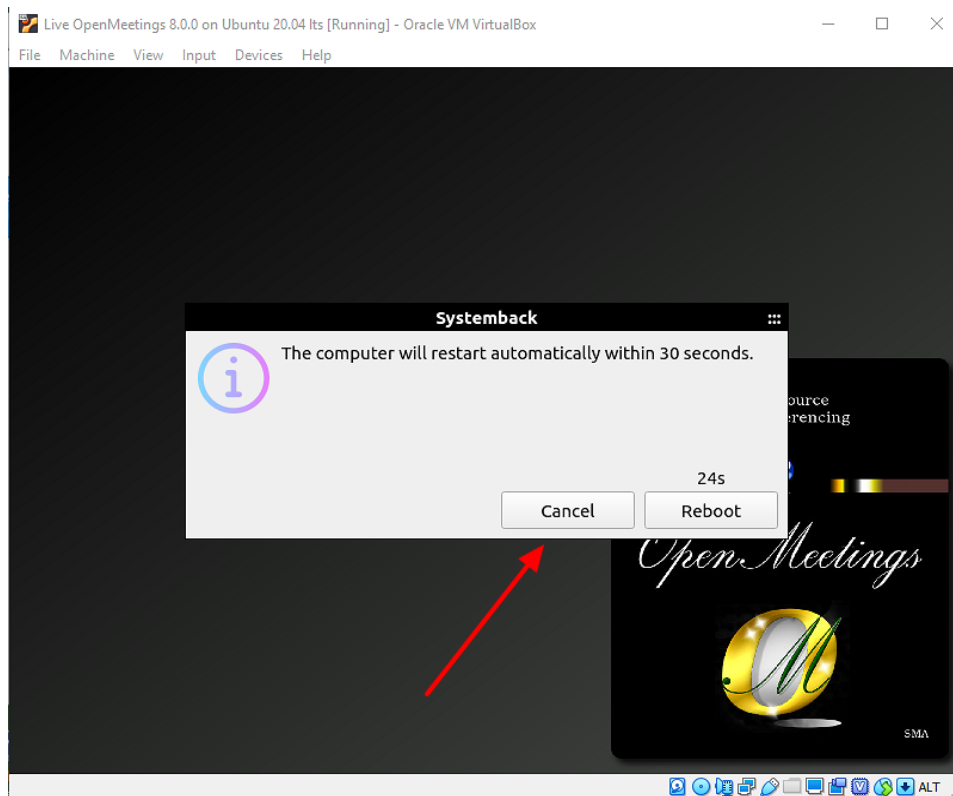 Live OpenMeetings 8.0.0 on Ubuntu 20.04 lts [Running] - Oracle VM VirtualBox
File Machine View Input Devices Help
Systemback
The computer will restart automatically within 30 seconds.
24s
Cancel Reboot
ource
erencing
OpenMeetings
OM
SMA
ALT